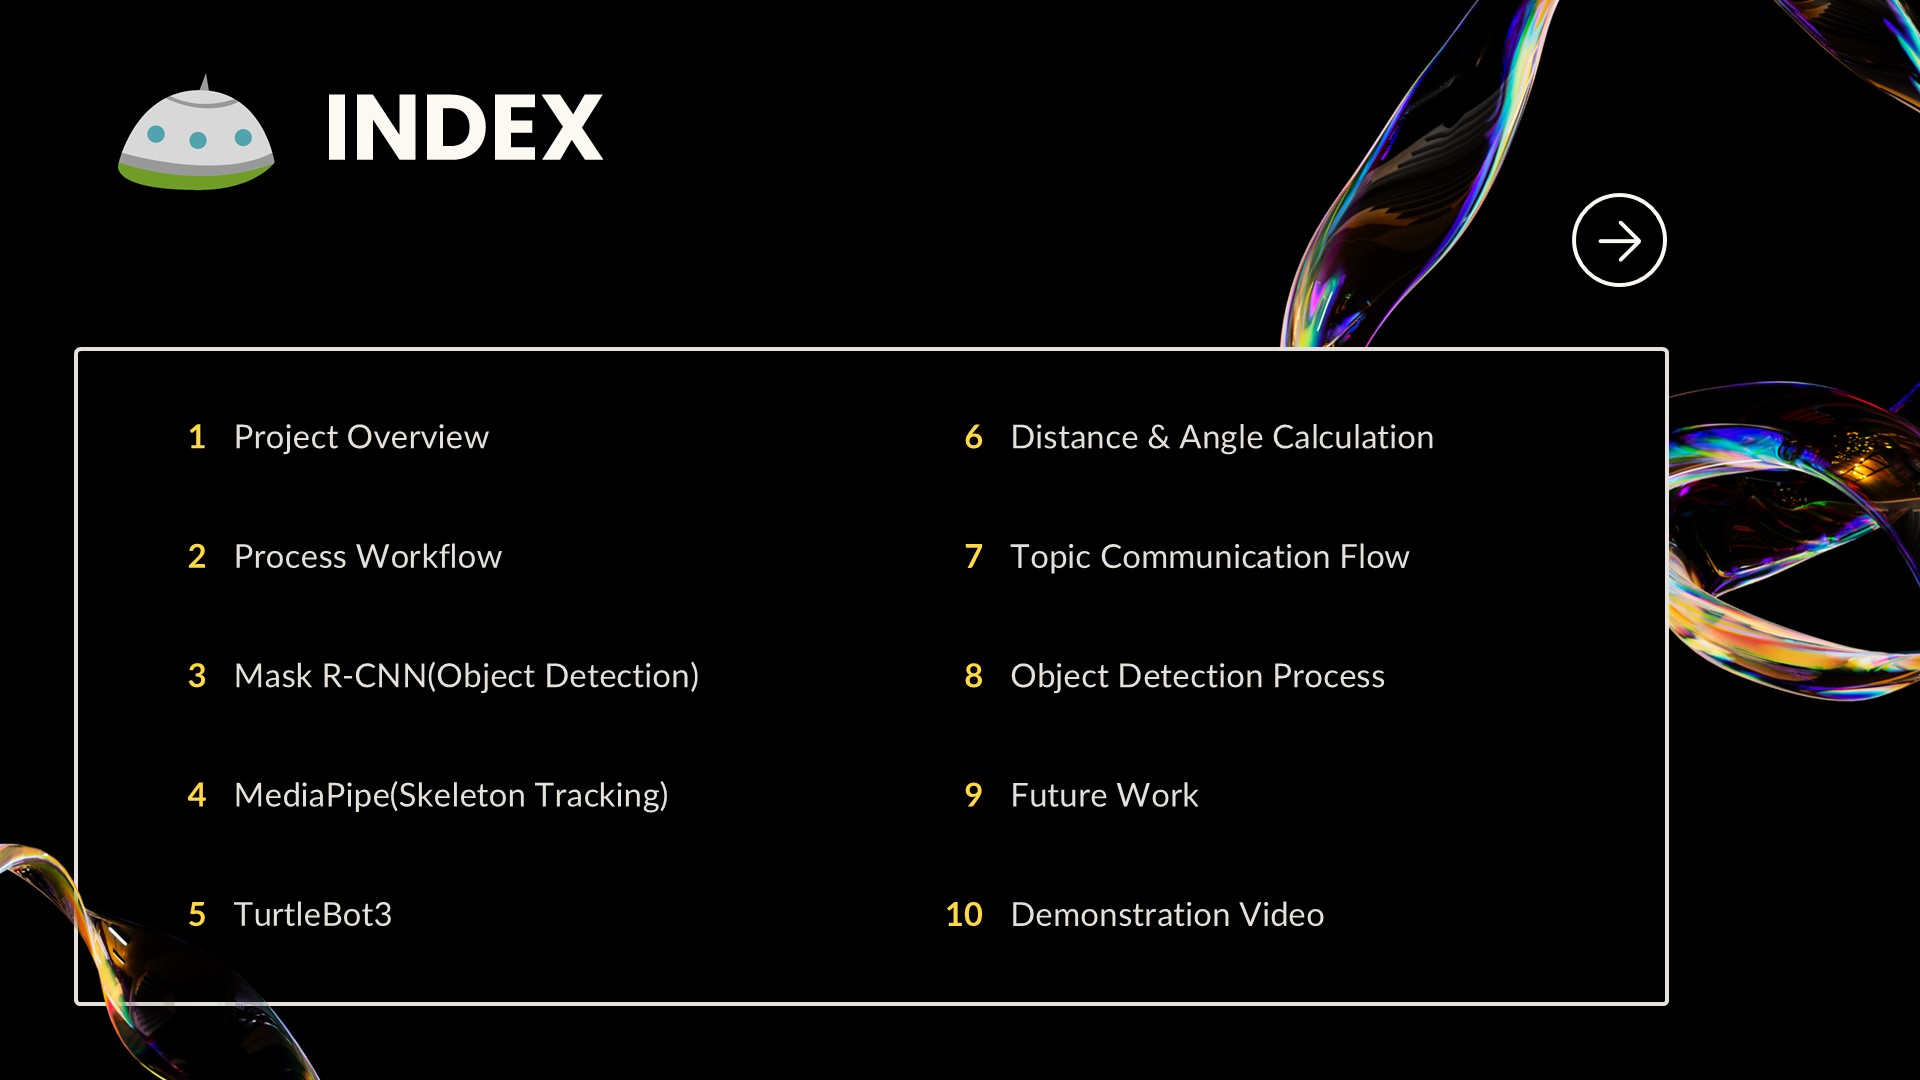 INDEX
1 Project Overview
2 Process Workflow
3 Mask R-CNN(Object Detection)
4 MediaPipe(Skeleton Tracking)
5 TurtleBot3
6 Distance & Angle Calculation
7 Topic Communication Flow
8 Object Detection Process
9 Future Work
10 Demonstration Video